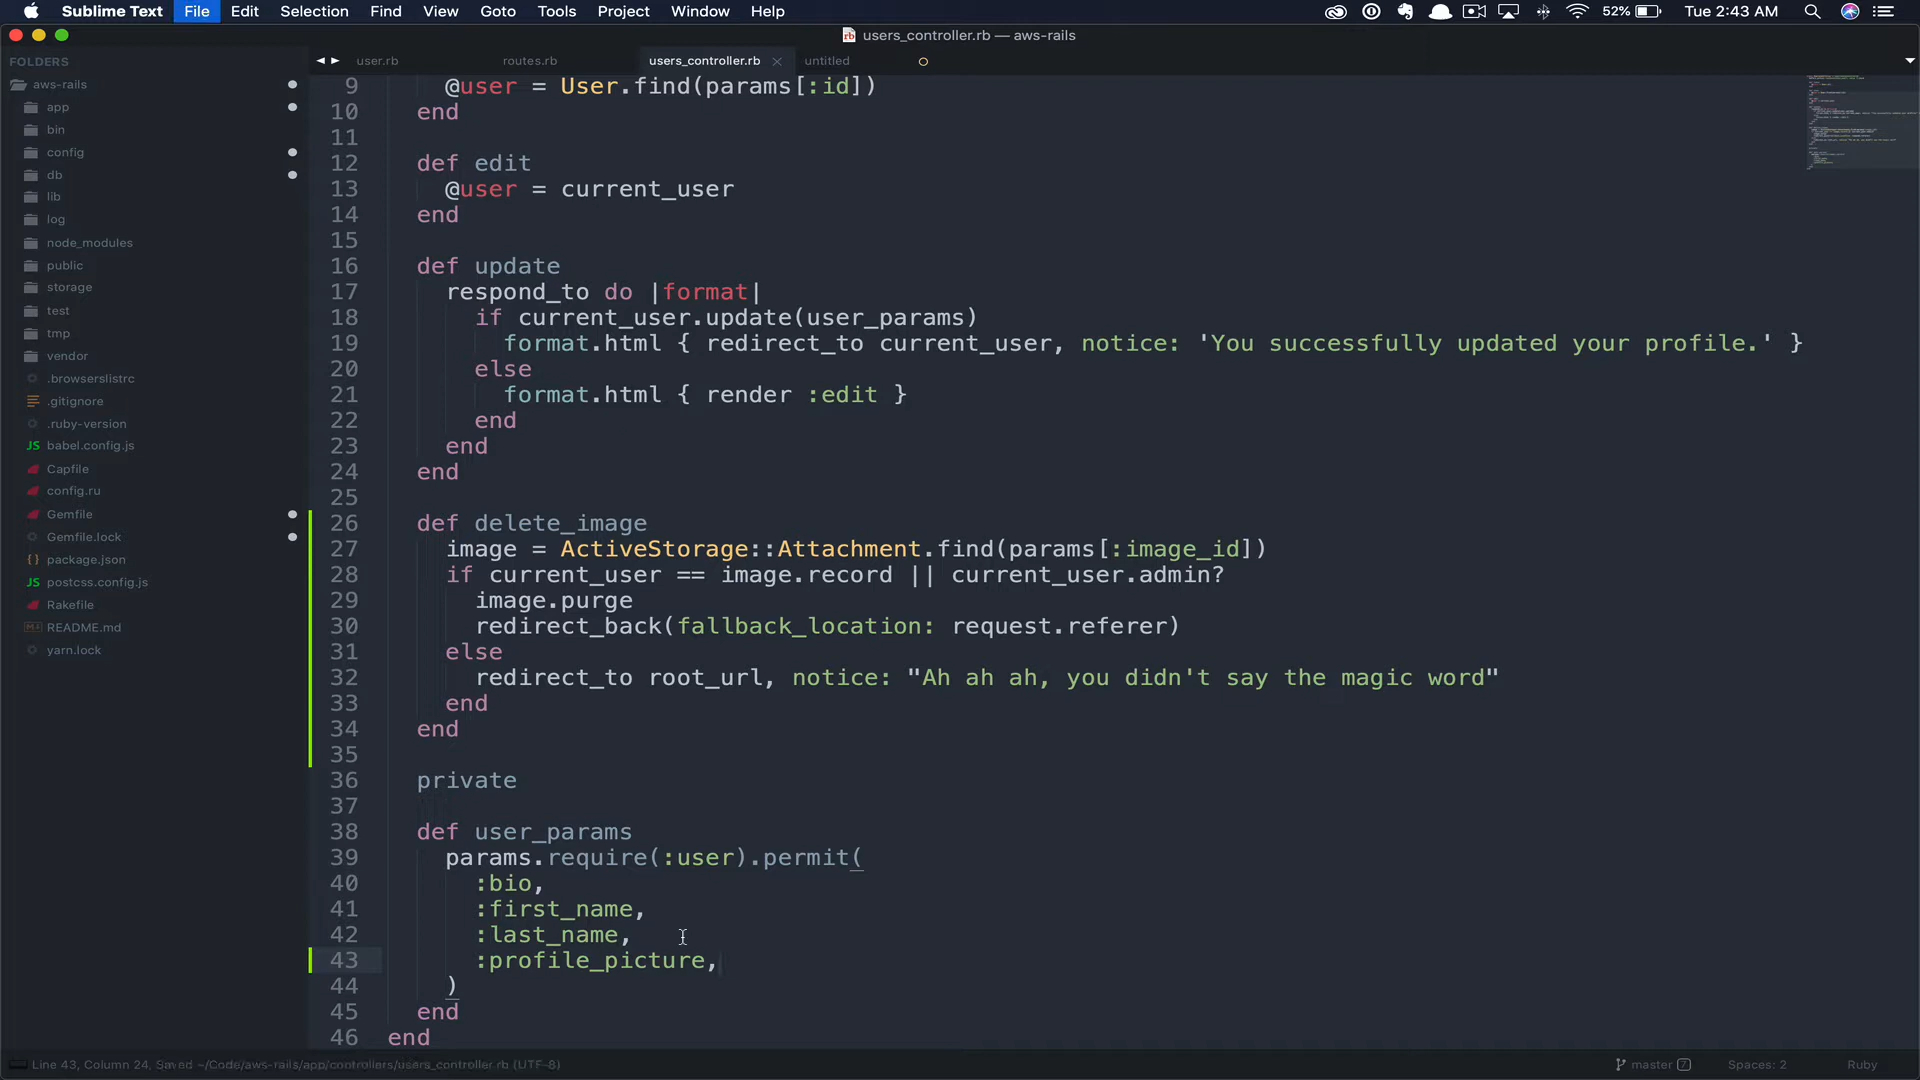 Sublime Text File Edit Selection Find View Goto Tools Project Window Help 52% Tue 2:43 AM
users_controller.rb — aws-rails
FOLDERS
aws-rails
app
bin
config
db
lib
log
node_modules
public
storage
test
tmp
vendor
.browserslistrc
.gitignore
.ruby-version
JS babel.config.js
Capfile
config.ru
Gemfile
Gemfile.lock
package.json
JS postcss.config.js
Rakefile
README.md
yarn.lock
user.rb routes.rb users_controller.rb untitled
9 @user = User.find(params[:id])
10 end
11
12 def edit
13 @user = current_user
14 end
15
16 def update
17 respond_to do |format|
18 if current_user.update(user_params)
19 format.html { redirect_to current_user, notice: 'You successfully updated your profile.' }
20 else
21 format.html { render :edit }
22 end
23 end
24 end
25
26 def delete_image
27 image = ActiveStorage::Attachment.find(params[:image_id])
28 if current_user == image.record || current_user.admin?
29 image.purge
30 redirect_back(fallback_location: request.referer)
31 else
32 redirect_to root_url, notice: "Ah ah ah, you didn't say the magic word"
33 end
34 end
35
36 private
37
38 def user_params
39 params.require(:user).permit(
40 :bio,
41 :first_name,
42 :last_name,
43 :profile_picture,
44 )
45 end
46 end
Line 43, Column 24, Saved ~/Code/aws-rails/app/controllers/users_controller.rb (UTF-8) master 7 Spaces: 2 Ruby